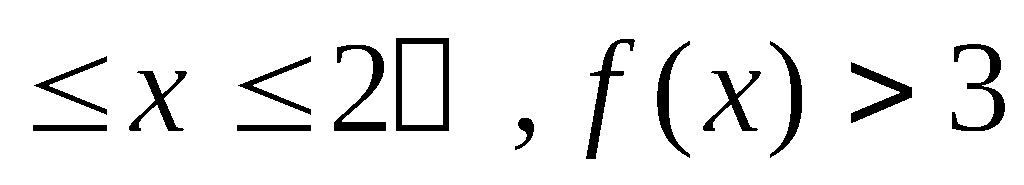 ≤x ≤2▯ , f(x) > 3